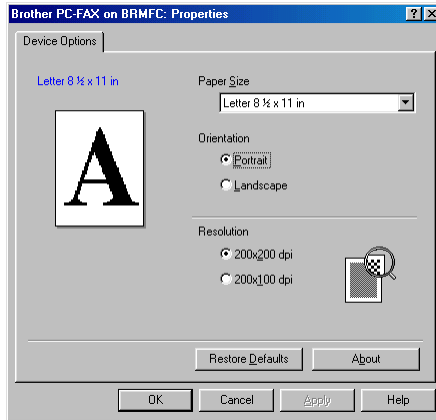 Brother PC-FAX on BRMFC: Properties
Device Options
Letter 8 ½ x 11 in
A
Paper Size
Letter 8 ½ x 11 in
Orientation
Portrait
Landscape
Resolution
200x200 dpi
200x100 dpi
Restore Defaults
About
OK
Cancel
Apply
Help